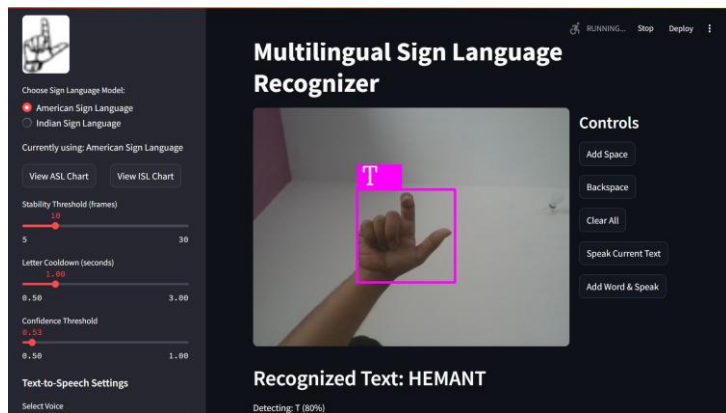 RUNNING... Stop Deploy
Multilingual Sign Language
Recognizer
Choose Sign Language Model:
American Sign Language
Indian Sign Language
Currently using: American Sign Language
View ASL Chart View ISL Chart
Stability Threshold (frames)
10
5 30
Letter Cooldown (seconds)
1.00
0.50 3.00
Confidence Threshold
0.53
0.50 1.00
Text-to-Speech Settings
Select Voice
T
Controls
Add Space
Backspace
Clear All
Speak Current Text
Add Word & Speak
Recognized Text: HEMANT
Detecting: T (80%)